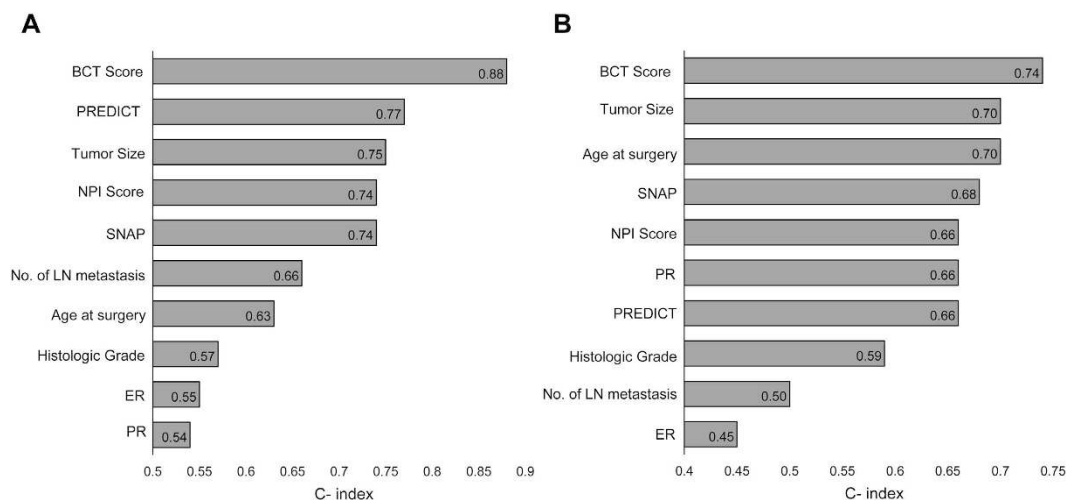 A
BCT Score 0.88
PREDICT 0.77
Tumor Size 0.75
NPI Score 0.74
SNAP 0.74
No. of LN metastasis 0.66
Age at surgery 0.63
Histologic Grade 0.57
ER 0.55
PR 0.54
0.5 0.55 0.6 0.65 0.7 0.75 0.8 0.85 0.9
C- index
B
BCT Score 0.74
Tumor Size 0.70
Age at surgery 0.70
SNAP 0.68
NPI Score 0.66
PR 0.66
PREDICT 0.66
Histologic Grade 0.59
No. of LN metastasis 0.50
ER 0.45
0.4 0.45 0.5 0.55 0.6 0.65 0.7 0.75
C- index